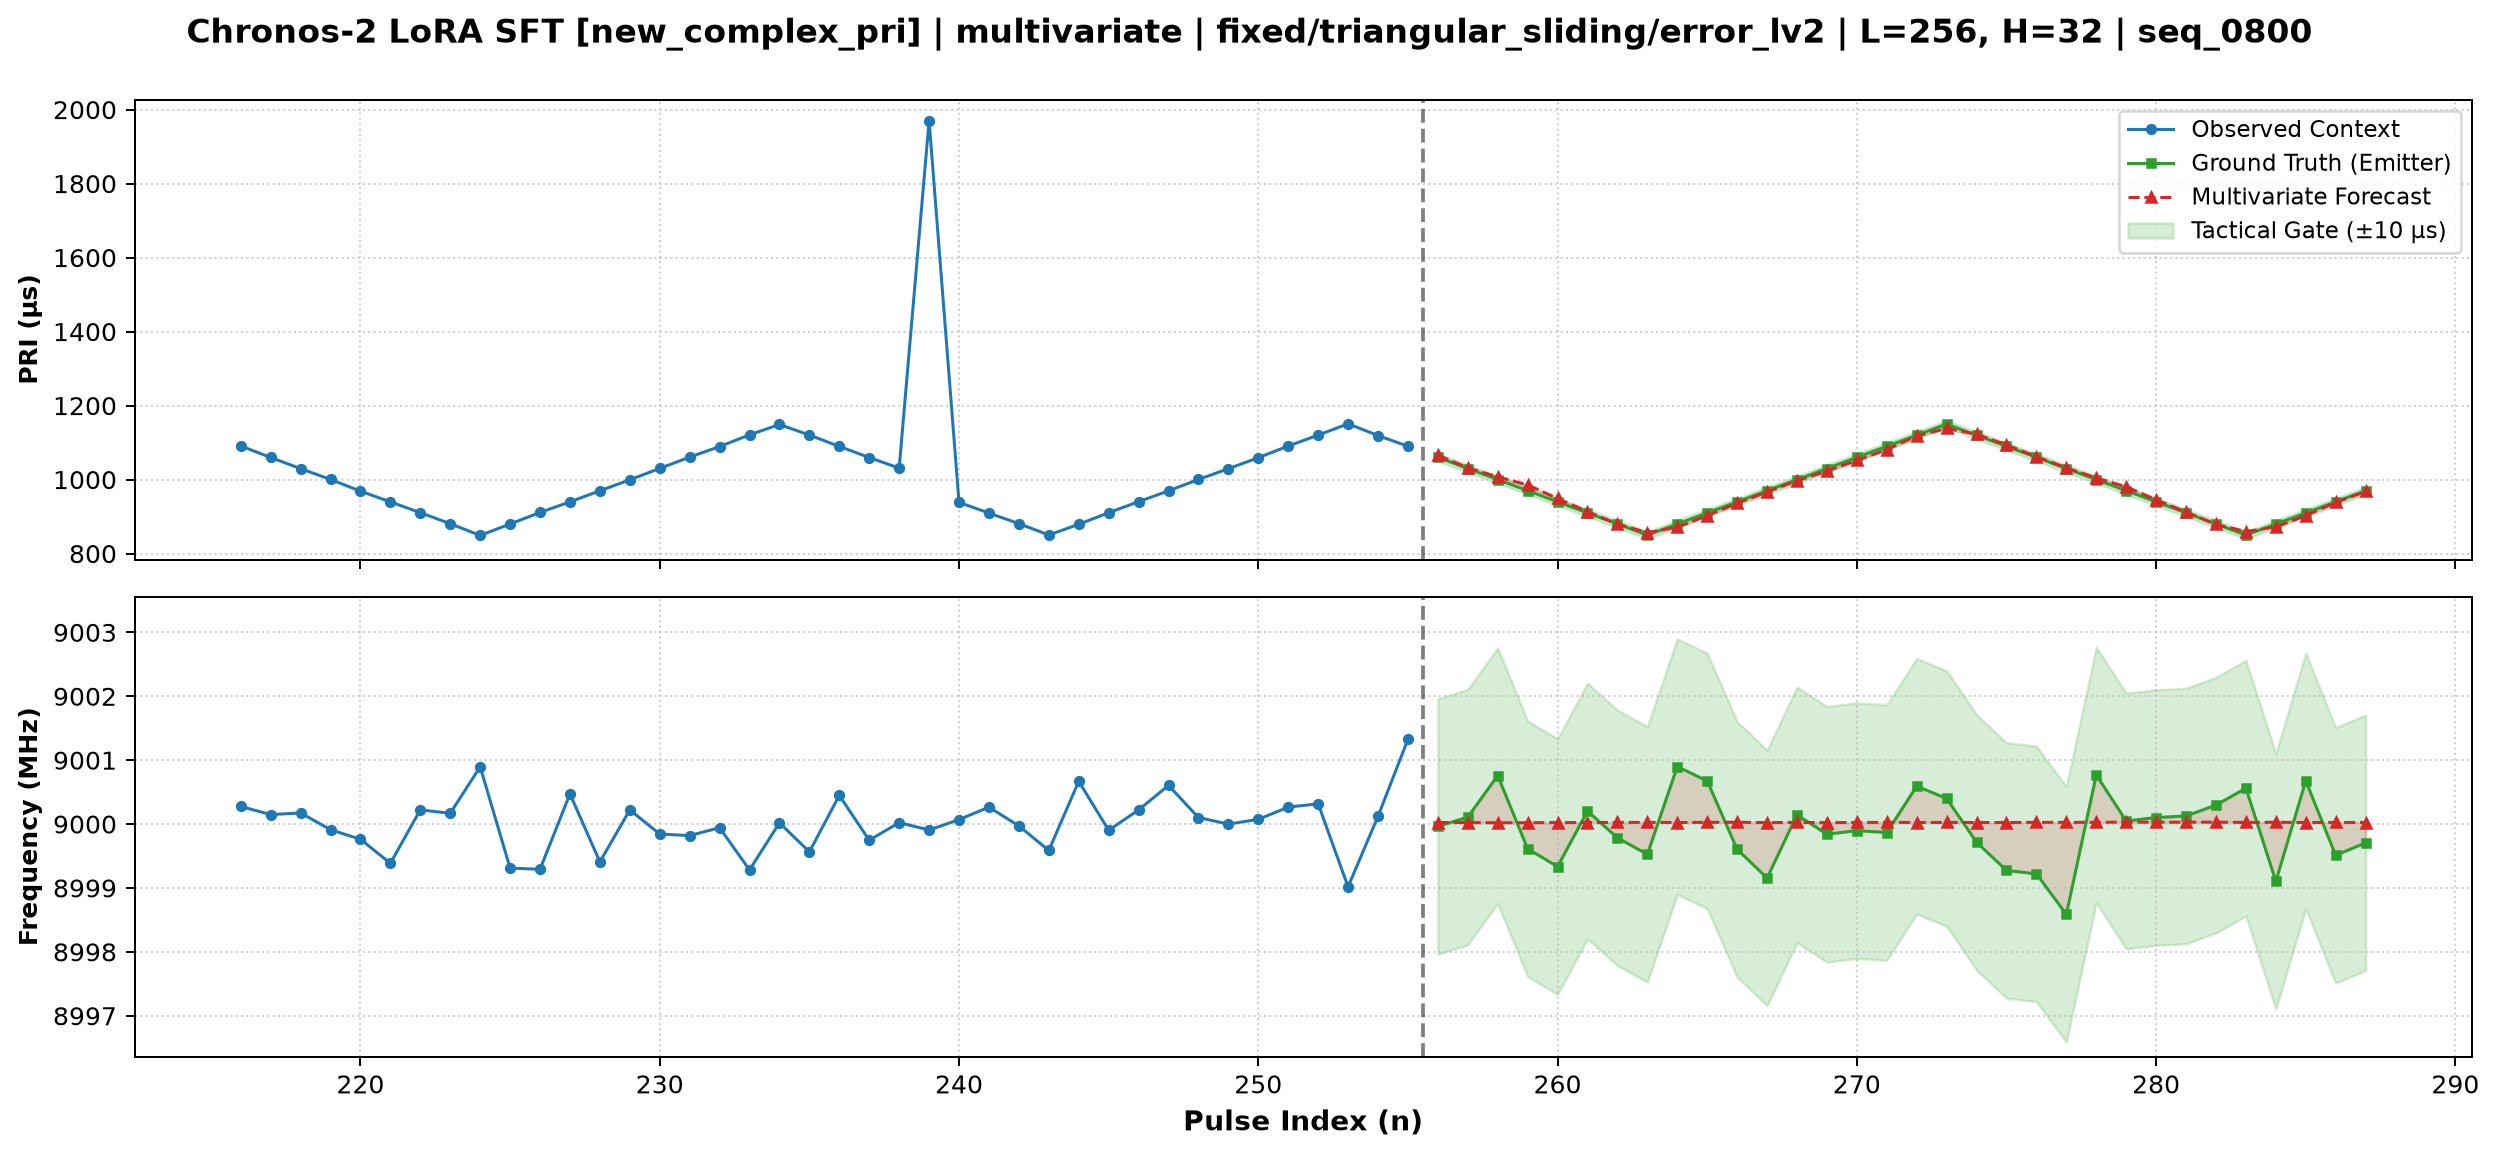 Chronos-2 LoRA SFT [new_complex_pri] | multivariate | fixed/triangular_sliding/error_lv2 | L=256, H=32 | seq_0800
2000
1800
1600
1400
1200
1000
800
PRI (µs)
Observed Context
Ground Truth (Emitter)
Multivariate Forecast
Tactical Gate (±10 µs)
9003
9002
9001
9000
8999
8998
8997
Frequency (MHz)
220
230
240
250
260
270
280
290
Pulse Index (n)